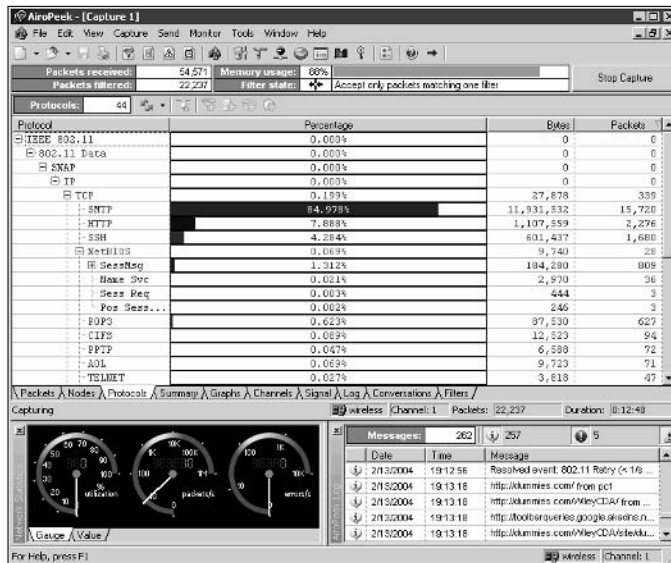 AiroPeek - [Capture 1]
File Edit View Capture Send Monitor Tools Window Help
Packets received: 54,571 Memory usage: 88%
Packets filtered: 22,237 Filter state: Accept only packets matching one filter
Stop Capture
Protocols: 44
Protocol Percentage Bytes Packets
IEEE 802.11 0.000% 0 0
802.11 Data 0.000% 0 0
SNAP 0.000% 0 0
IP 0.000% 0 0
TCP 0.199% 27,878 339
SMTP 84.978% 11,931,532 15,720
HTTP 7.888% 1,107,559 2,276
SSH 4.284% 601,437 1,680
NetBIOS 0.069% 9,740 28
SessMsg 1.312% 184,280 809
Name Svc 0.021% 2,970 36
Sess Req 0.003% 444 3
Pos Sess... 0.002% 246 3
POP3 0.623% 87,530 627
CIFS 0.089% 12,523 94
PPTP 0.047% 6,588 72
AOL 0.069% 9,723 71
TELNET 0.027% 3,818 47
Packets Nodes Protocols Summary Graphs Channels Signal Log Conversations Filters
Capturing wireless Channel: 1 Packets: 22,237 Duration: 0:12:48
Messages: 262 257 5
Date Time Message
2/13/2004 19:12:56 Resolved event: 802.11 Retry (< 1/s ...
2/13/2004 19:13:18 http://dummies.com/ from pc1
2/13/2004 19:13:18 http://dummies.com/WileyCDA/ from ...
2/13/2004 19:13:18 http://toolbarqueries.google.
2/13/2004 19:13:18 http://dummies.com/WileyCDA/site/du...
utilization
packets/s
errors/s
Gauge Value
For Help, press F1 wireless Channel: 1